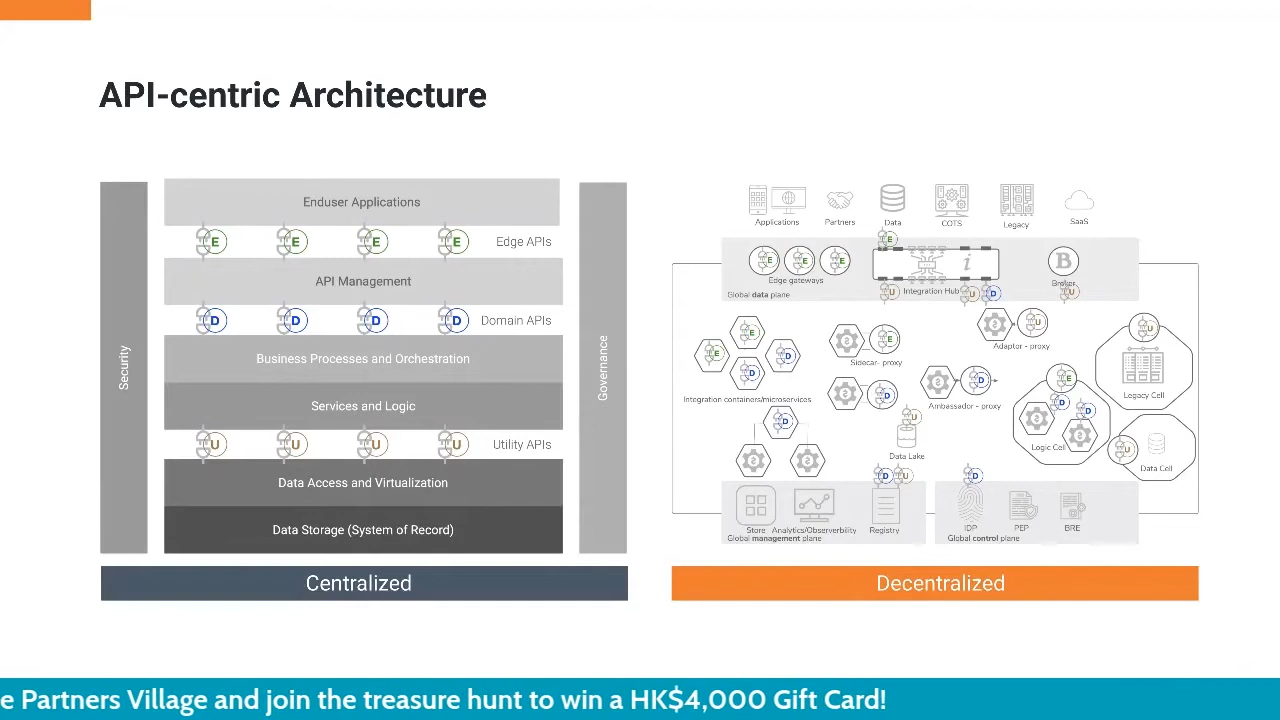 API-centric Architecture
Security
Enduser Applications
E E E E Edge APIs
API Management
D D D D Domain APIs
Business Processes and Orchestration
Services and Logic
U U U U Utility APIs
Data Access and Virtualization
Data Storage (System of Record)
Governance
Centralized
Applications
Partners
Data
COTS
Legacy
SaaS
E
E E E
Edge gateways
Global data plane
i
Integration Hub
U
U D
B
Broker
U
E
E D
D
Integration containers/microservices
E
Sidecar- proxy
D
U
Adaptor - proxy
D
Ambassador - proxy
U
Legacy Cell
E
D D
Logic Cell
U
Data Cell
D
U
Data Lake
D U
D
Store
Analytics/Observerbility
Registry
Global management plane
IDP
PEP
BRE
Global control plane
Decentralized
e Partners Village and join the treasure hunt to win a HK$4,000 Gift Card!